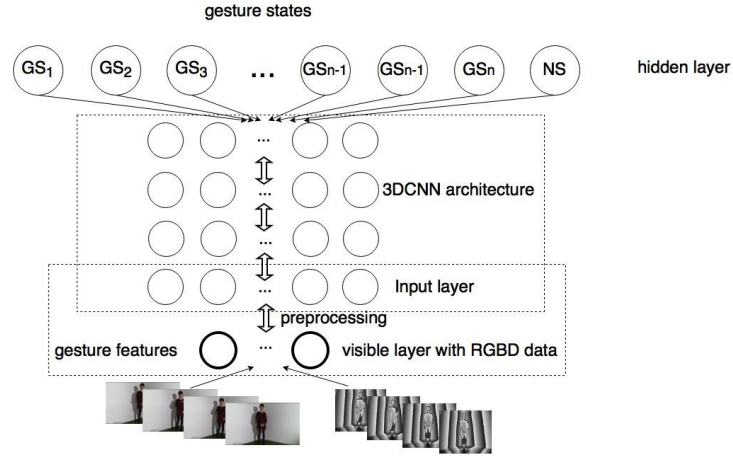 gesture states
GS1 GS2 GS3 ... GSn-1 GSn-1 GSn NS hidden layer
...
... 3DCNN architecture
...
... Input layer
preprocessing
gesture features ... visible layer with RGBD data